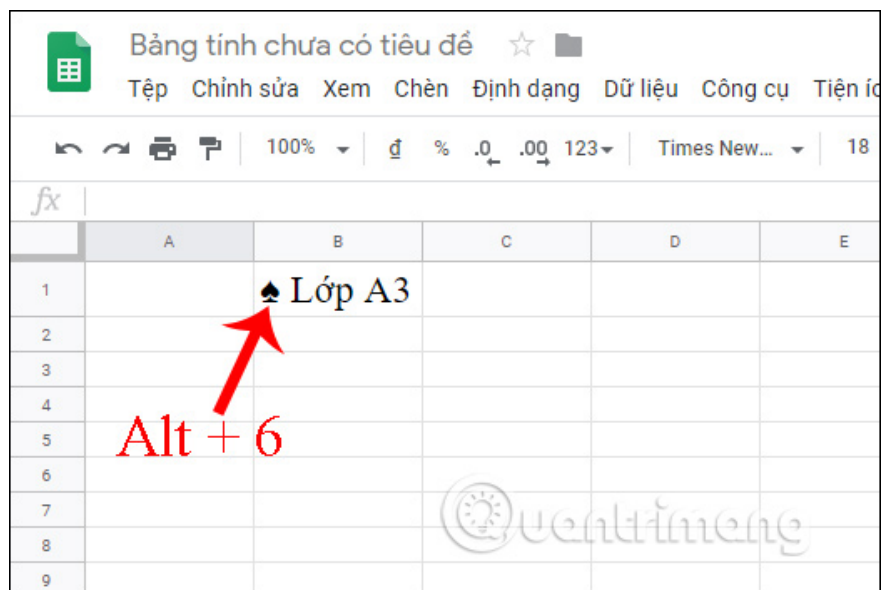 Bảng tính chưa có tiêu đề
Tệp Chỉnh sửa Xem Chèn Định dạng Dữ liệu Công cụ Tiện íc
100% ₫ % .0 .00 123 Times New... 18
fx
A B C D E
1 ♠ Lớp A3
2
3
4
5
Alt + 6
6
7
8
9
Quantrimang